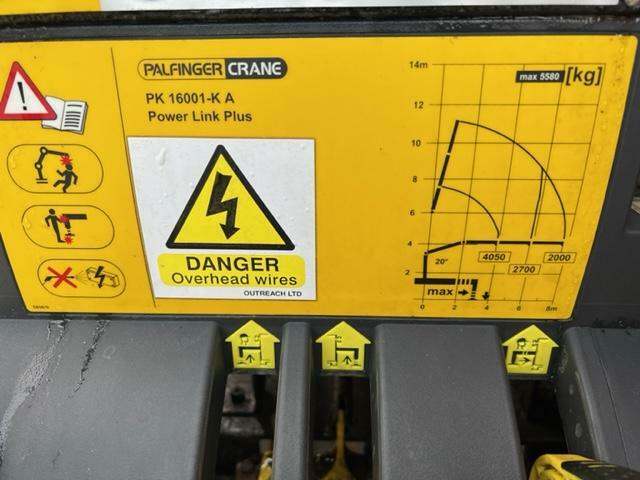 PALFINGER CRANE
PK 16001-K A
Power Link Plus
DANGER
Overhead wires
OUTREACH LTD
14m
max 5580 [kg]
12
10
8
6
4
2
20°
4050
2700
2000
max
0 2 4 6 8m